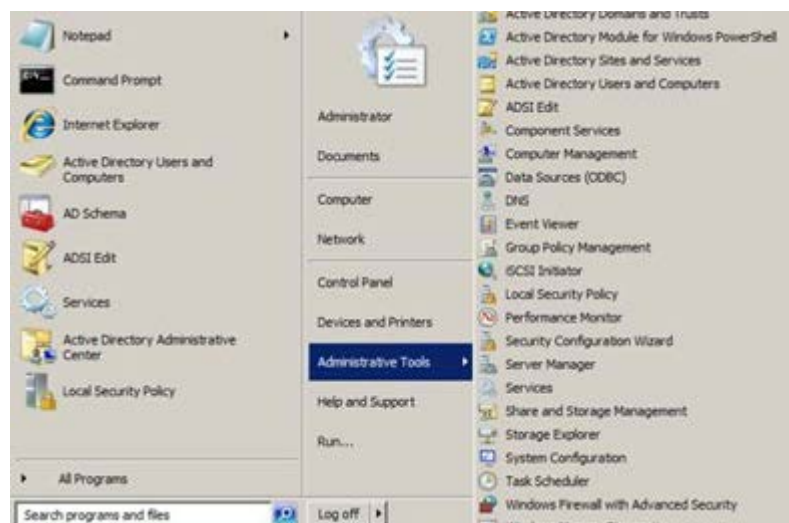 Notepad
Command Prompt
Internet Explorer
Active Directory Users and
Computers
AD Schema
ADSI Edit
Services
Active Directory Administrative
Center
Local Security Policy
All Programs
Search programs and files
Administrator
Documents
Computer
Network
Control Panel
Devices and Printers
Administrative Tools
Help and Support
Run...
Log off
Active Directory Domains and Trusts
Active Directory Module for Windows PowerShell
Active Directory Sites and Services
Active Directory Users and Computers
ADSI Edit
Component Services
Computer Management
Data Sources (ODBC)
DNS
Event Viewer
Group Policy Management
iSCSI Initiator
Local Security Policy
Performance Monitor
Security Configuration Wizard
Server Manager
Services
Share and Storage Management
Storage Explorer
System Configuration
Task Scheduler
Windows Firewall with Advanced Security